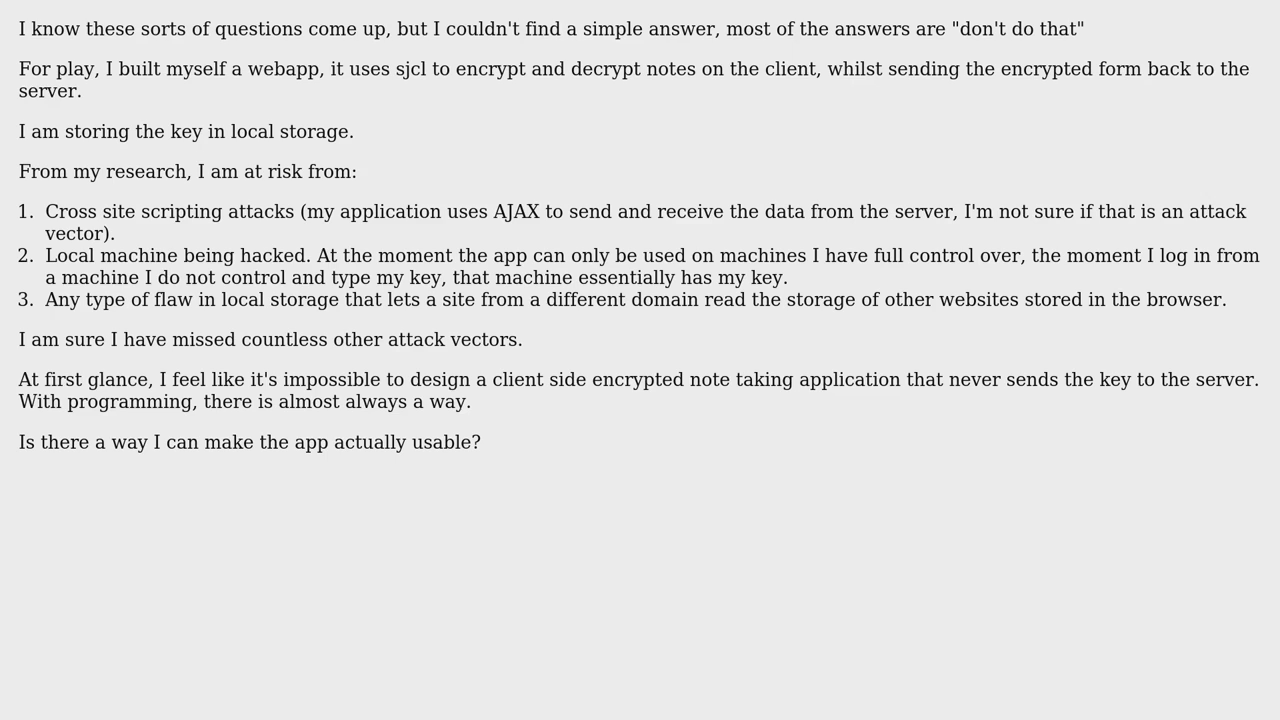 I know these sorts of questions come up, but I couldn't find a simple answer, most of the answers are "don't do that"
For play, I built myself a webapp, it uses sjcl to encrypt and decrypt notes on the client, whilst sending the encrypted form back to the
server.
I am storing the key in local storage.
From my research, I am at risk from:
1. Cross site scripting attacks (my application uses AJAX to send and receive the data from the server, I'm not sure if that is an attack
vector).
2. Local machine being hacked. At the moment the app can only be used on machines I have full control over, the moment I log in from
a machine I do not control and type my key, that machine essentially has my key.
3. Any type of flaw in local storage that lets a site from a different domain read the storage of other websites stored in the browser.
I am sure I have missed countless other attack vectors.
At first glance, I feel like it's impossible to design a client side encrypted note taking application that never sends the key to the server.
With programming, there is almost always a way.
Is there a way I can make the app actually usable?